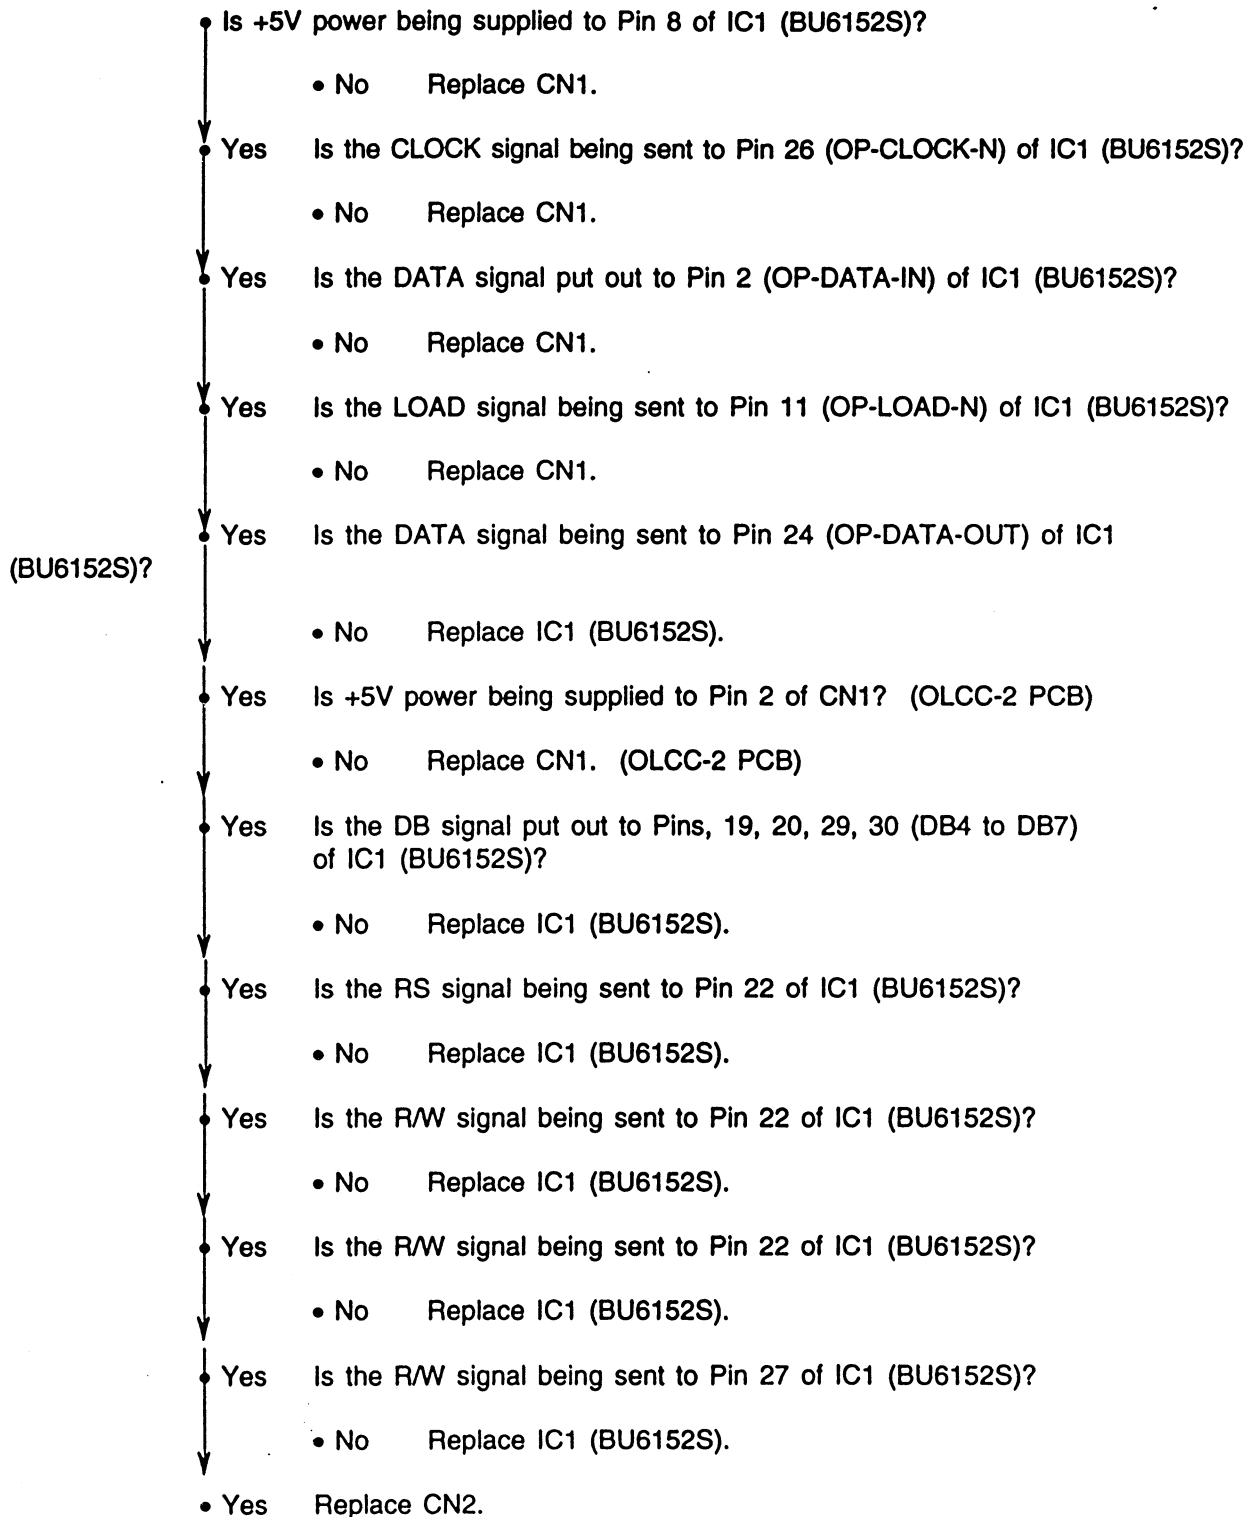 • Is +5V power being supplied to Pin 8 of IC1 (BU6152S)?
• No Replace CN1.
• Yes Is the CLOCK signal being sent to Pin 26 (OP-CLOCK-N) of IC1 (BU6152S)?
• No Replace CN1.
• Yes Is the DATA signal put out to Pin 2 (OP-DATA-IN) of IC1 (BU6152S)?
• No Replace CN1.
• Yes Is the LOAD signal being sent to Pin 11 (OP-LOAD-N) of IC1 (BU6152S)?
• No Replace CN1.
• Yes Is the DATA signal being sent to Pin 24 (OP-DATA-OUT) of IC1
(BU6152S)?
• No Replace IC1 (BU6152S).
• Yes Is +5V power being supplied to Pin 2 of CN1? (OLCC-2 PCB)
• No Replace CN1. (OLCC-2 PCB)
• Yes Is the DB signal put out to Pins, 19, 20, 29, 30 (DB4 to DB7)
of IC1 (BU6152S)?
• No Replace IC1 (BU6152S).
• Yes Is the RS signal being sent to Pin 22 of IC1 (BU6152S)?
• No Replace IC1 (BU6152S).
• Yes Is the R/W signal being sent to Pin 22 of IC1 (BU6152S)?
• No Replace IC1 (BU6152S).
• Yes Is the R/W signal being sent to Pin 22 of IC1 (BU6152S)?
• No Replace IC1 (BU6152S).
• Yes Is the R/W signal being sent to Pin 27 of IC1 (BU6152S)?
• No Replace IC1 (BU6152S).
• Yes Replace CN2.